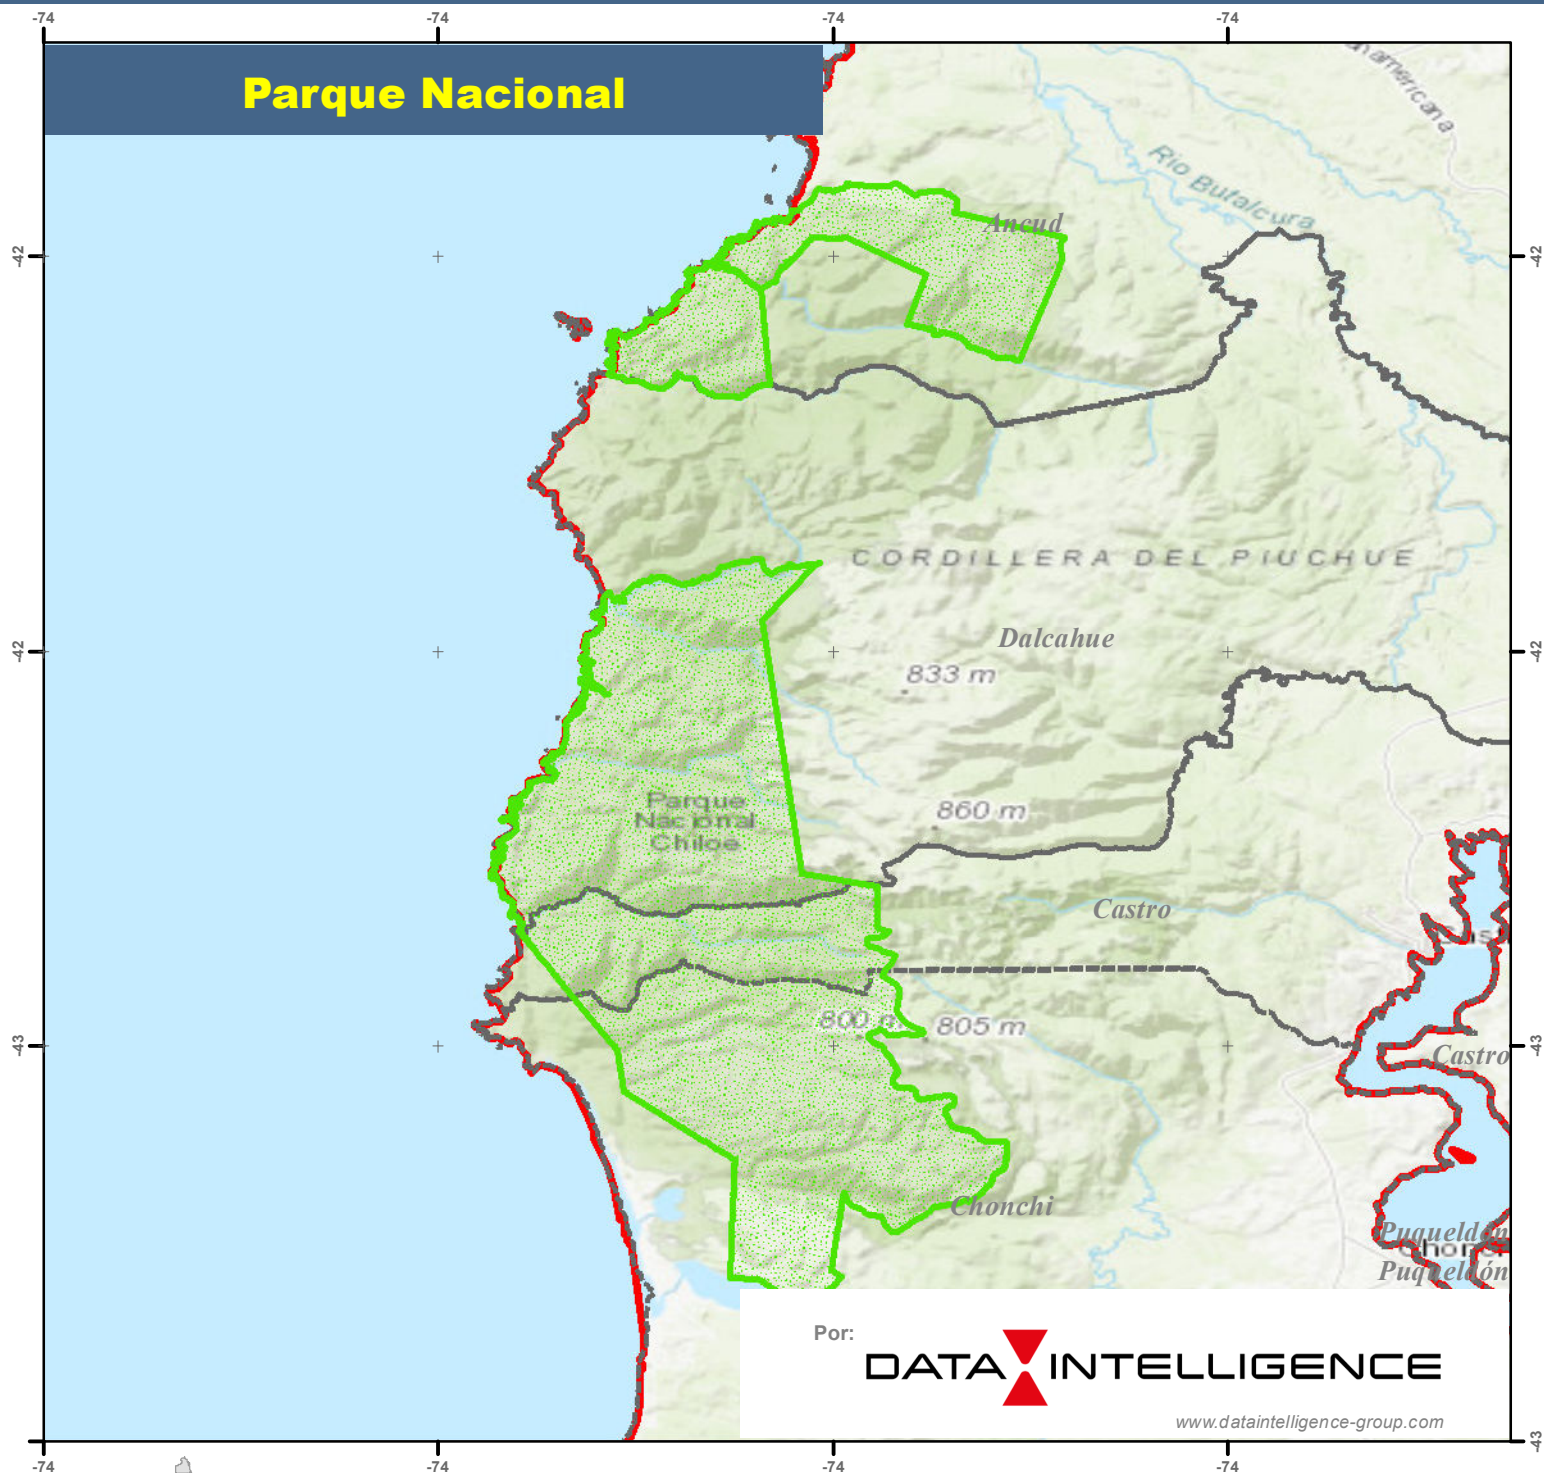 -74 -74 -74 -74
Parque Nacional
Río Butalcura
Ancud
-42 -42
CORDILLERA DEL PIUCHUE
Dalcahue
-42 -42
833 m
Parque
Nacional
Chiloe
860 m
Castro
800 m
805 m
-43 -43
Castro
Chonchi
Puqueldón
Puqueldón
Por:
DATA INTELLIGENCE
www.dataintelligence-group.com
-43
-74 -74 -74 -74